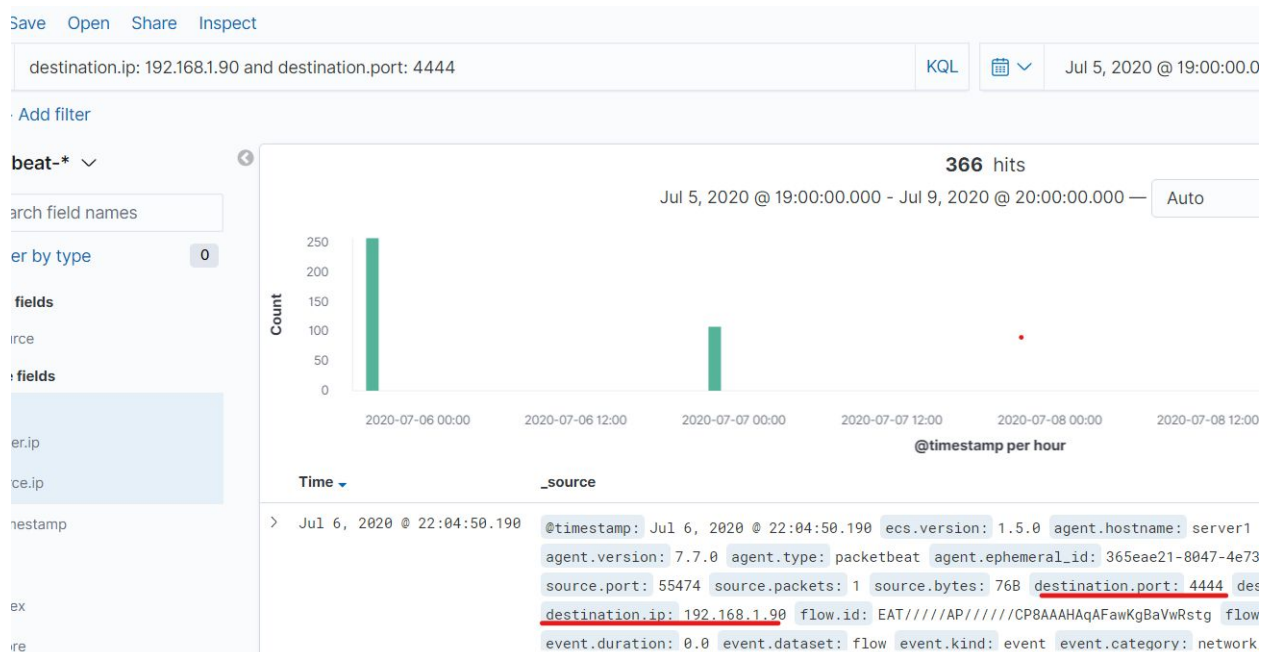 Save Open Share Inspect
destination.ip: 192.168.1.90 and destination.port: 4444 KQL Jul 5, 2020 @ 19:00:00.0
Add filter
beat-*
366 hits
Jul 5, 2020 @ 19:00:00.000 - Jul 9, 2020 @ 20:00:00.000 — Auto
arch field names
er by type 0
fields
rce
fields
er.ip
ce.ip
mestamp
ex
re
Count
250
200
150
100
50
0
2020-07-06 00:00 2020-07-06 12:00 2020-07-07 00:00 2020-07-07 12:00 2020-07-08 00:00 2020-07-08 12:00
@timestamp per hour
Time _source
Jul 6, 2020 @ 22:04:50.190 @timestamp: Jul 6, 2020 @ 22:04:50.190 ecs.version: 1.5.0 agent.hostname: server1
agent.version: 7.7.0 agent.type: packetbeat agent.ephemeral_id: 365eae21-8047-4e73
source.port: 55474 source.packets: 1 source.bytes: 76B destination.port: 4444 des
destination.ip: 192.168.1.90 flow.id: EAT/////AP//////CP8AAAHAqAFawKgBaVwRstg flow
event.duration: 0.0 event.dataset: flow event.kind: event event.category: network